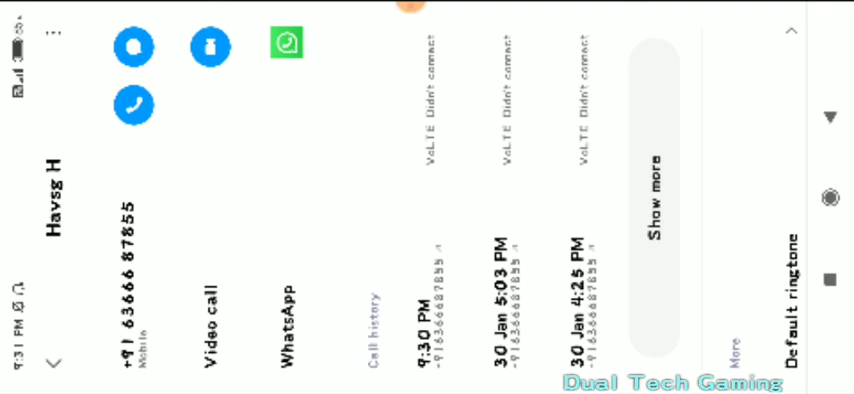 9:31 PM
Havsg H
+91 63666 87855
Mobile
Video call
WhatsApp
Call history
9:30 PM
+916366687855
VoLTE Didn't connect
30 Jan 5:03 PM
+916366687855
VoLTE Didn't connect
30 Jan 4:25 PM
+916366687855
VoLTE Didn't connect
Show more
More
Default ringtone
Dual Tech Gaming